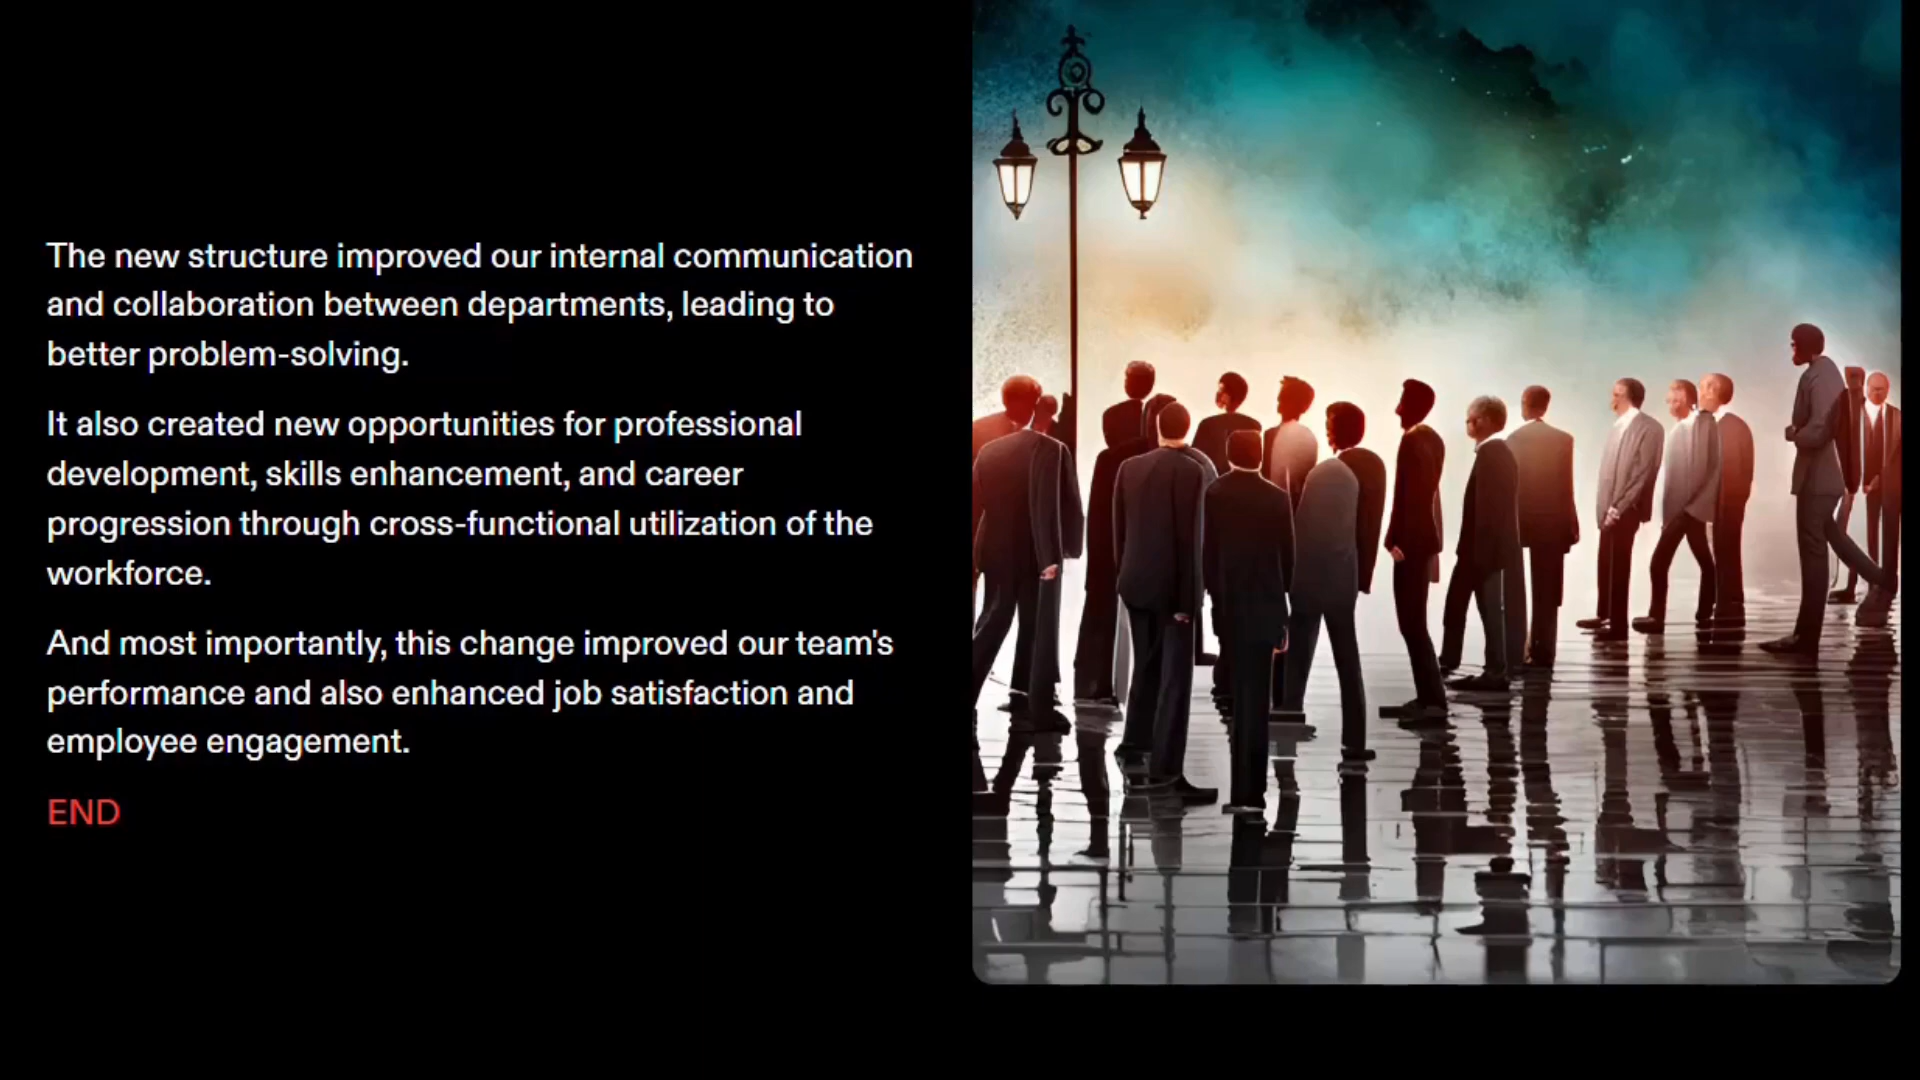 The new structure improved our internal communication
and collaboration between departments, leading to
better problem-solving.
It also created new opportunities for professional
development, skills enhancement, and career
progression through cross-functional utilization of the
workforce.
And most importantly, this change improved our team's
performance and also enhanced job satisfaction and
employee engagement.
END